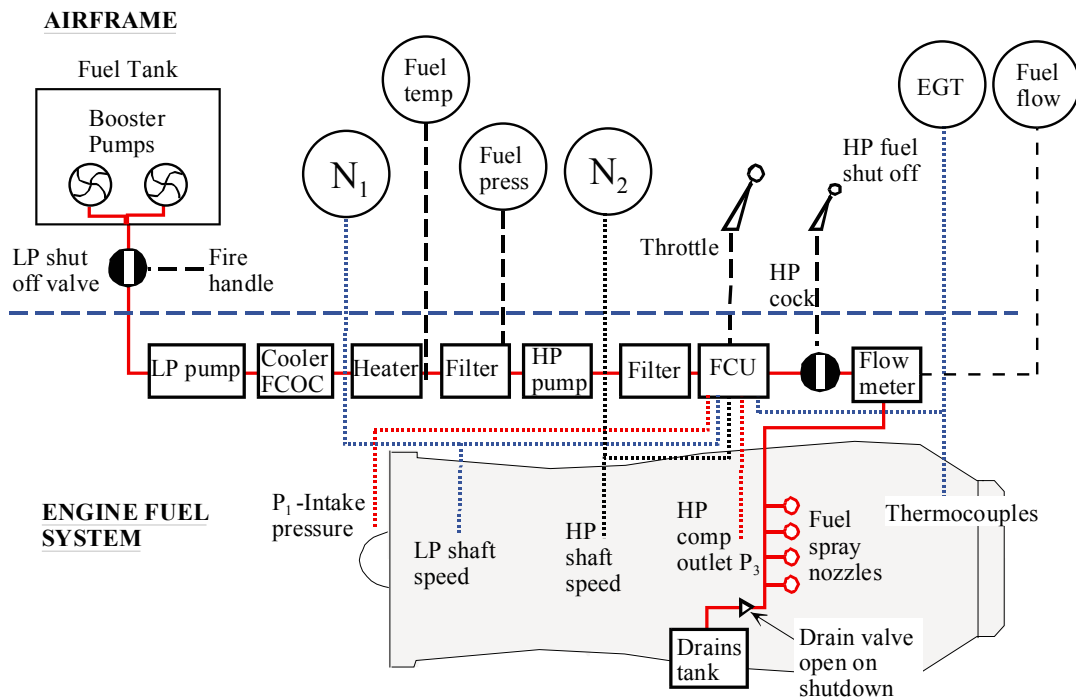 AIRFRAME
Fuel Tank
Booster
Pumps
Fuel
temp
EGT
Fuel
flow
N1
Fuel
press
N2
HP fuel
shut off
LP shut
off valve
Fire
handle
Throttle
HP
cock
LP pump
Cooler
FCOC
Heater
Filter
HP
pump
Filter
FCU
Flow
meter
ENGINE FUEL
SYSTEM
P1 -Intake
pressure
LP shaft
speed
HP
shaft
speed
HP
comp
outlet P3
Fuel
spray
nozzles
Thermocouples
Drains
tank
Drain valve
open on
shutdown